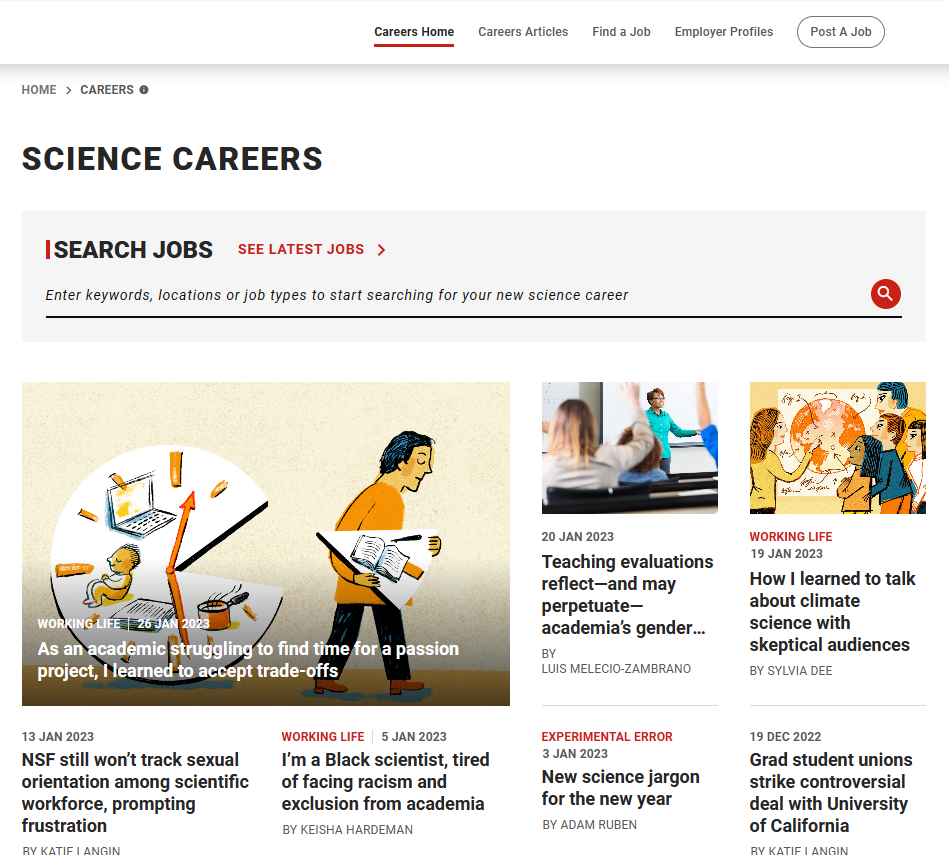 Careers Home
Careers Articles
Find a Job
Employer Profiles
Post A Job
HOME
CAREERS
SCIENCE CAREERS
SEARCH JOBS
SEE LATEST JOBS
Enter keywords, locations or job types to start searching for your new science career
WORKING LIFE
26 JAN 2023
As an academic struggling to find time for a passion
project, I learned to accept trade-offs
20 JAN 2023
Teaching evaluations
reflect—and may
perpetuate—
academia’s gender…
BY
LUIS MELECIO-ZAMBRANO
WORKING LIFE
19 JAN 2023
How I learned to talk
about climate
science with
skeptical audiences
BY SYLVIA DEE
13 JAN 2023
NSF still won’t track sexual
orientation among scientific
workforce, prompting
frustration
BY KATIE LANGIN
WORKING LIFE
5 JAN 2023
I’m a Black scientist, tired
of facing racism and
exclusion from academia
BY KEISHA HARDEMAN
EXPERIMENTAL ERROR
3 JAN 2023
New science jargon
for the new year
BY ADAM RUBEN
19 DEC 2022
Grad student unions
strike controversial
deal with University
of California
BY KATIE LANGIN